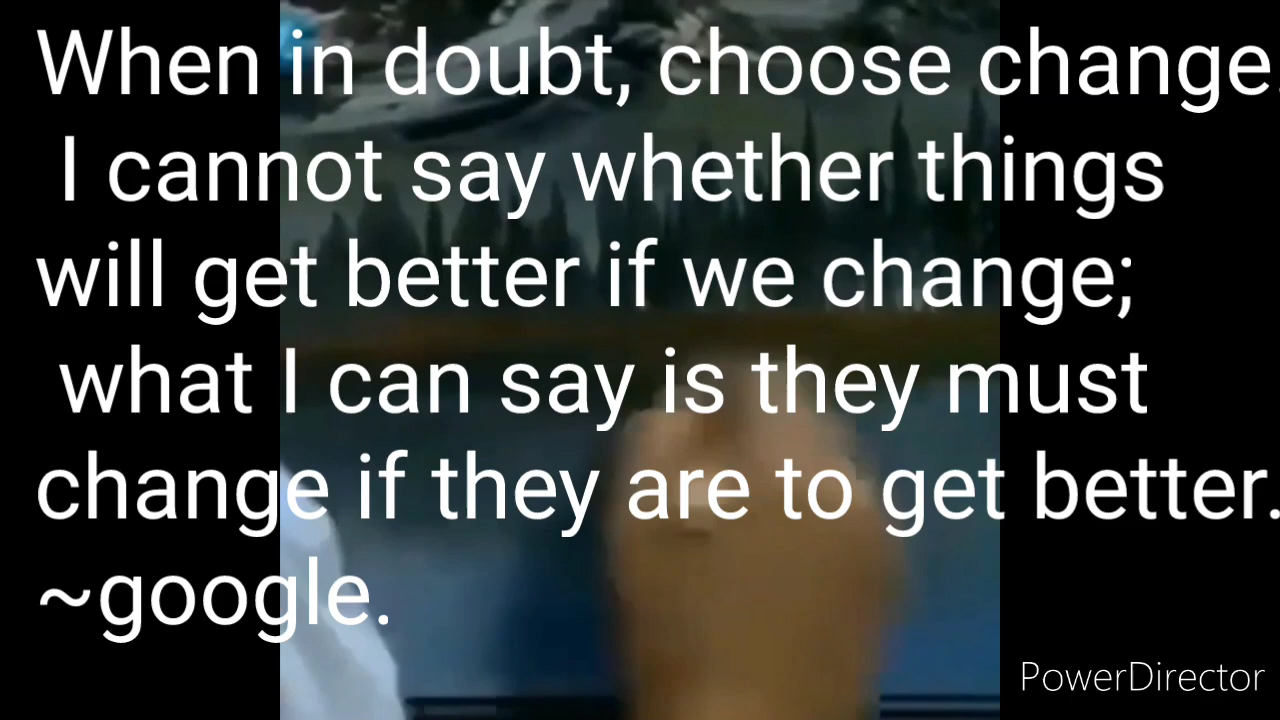 When in doubt, choose change.
I cannot say whether things
will get better if we change;
what I can say is they must
change if they are to get better.
~google.
PowerDirector